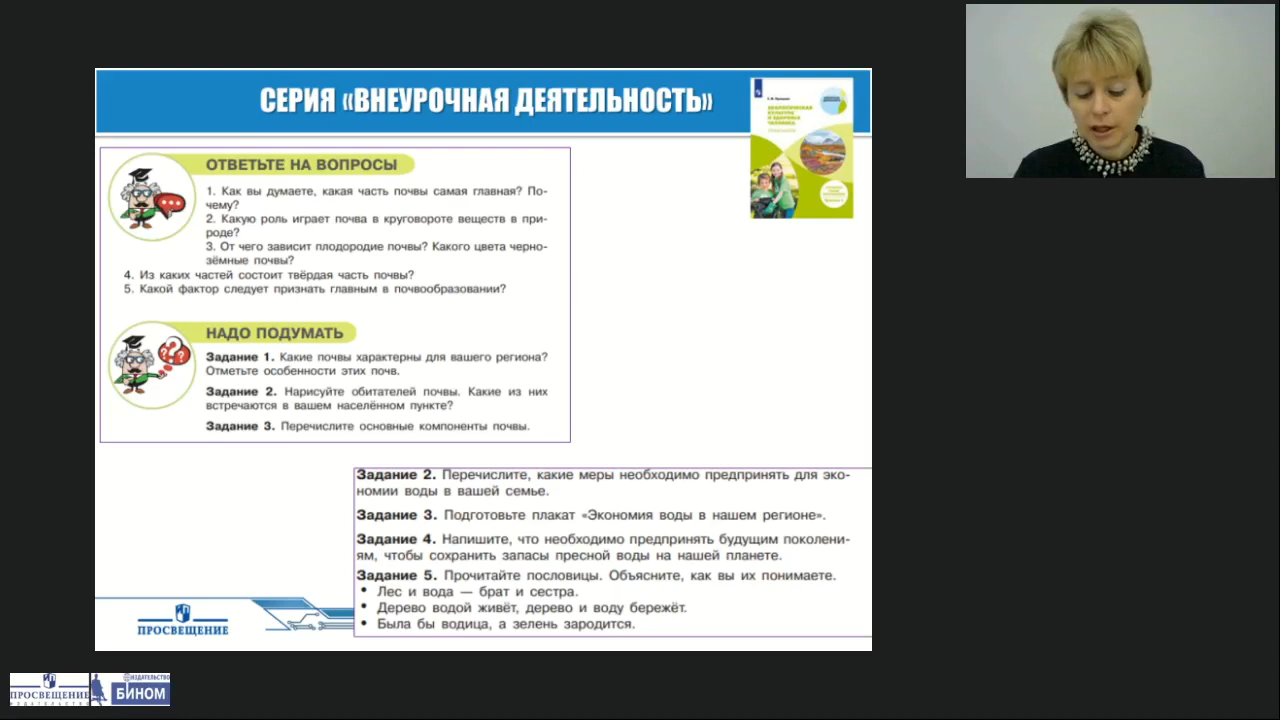 СЕРИЯ «ВНЕУРОЧНАЯ ДЕЯТЕЛЬНОСТЬ»
ЭКОЛОГИЧЕСКАЯ
КУЛЬТУРА
И ЗДОРОВЬЕ
ЧЕЛОВЕКА
ОТВЕТЬТЕ НА ВОПРОСЫ
1. Как вы думаете, какая часть почвы самая главная? По-
чему?
2. Какую роль играет почва в круговороте веществ в при-
роде?
3. От чего зависит плодородие почвы? Какого цвета черно-
зёмные почвы?
4. Из каких частей состоит твёрдая часть почвы?
5. Какой фактор следует признать главным в почвообразовании?
НАДО ПОДУМАТЬ
Задание 1. Какие почвы характерны для вашего региона?
Отметьте особенности этих почв.
Задание 2. Нарисуйте обитателей почвы. Какие из них
встречаются в вашем населённом пункте?
Задание 3. Перечислите основные компоненты почвы.
Задание 2. Перечислите, какие меры необходимо предпринять для эко-
номии воды в вашей семье.
Задание 3. Подготовьте плакат «Экономия воды в нашем регионе».
Задание 4. Напишите, что необходимо предпринять будущим поколени-
ям, чтобы сохранить запасы пресной воды на нашей планете.
Задание 5. Прочитайте пословицы. Объясните, как вы их понимаете.
• Лес и вода — брат и сестра.
• Дерево водой живёт, дерево и воду бережёт.
• Была бы водица, а зелень зародится.
ПРОСВЕЩЕНИЕ
ПРОСВЕЩЕНИЕ
ИЗДАТЕЛЬСТВО
ИЗДАТЕЛЬСТВО
БИНОМ